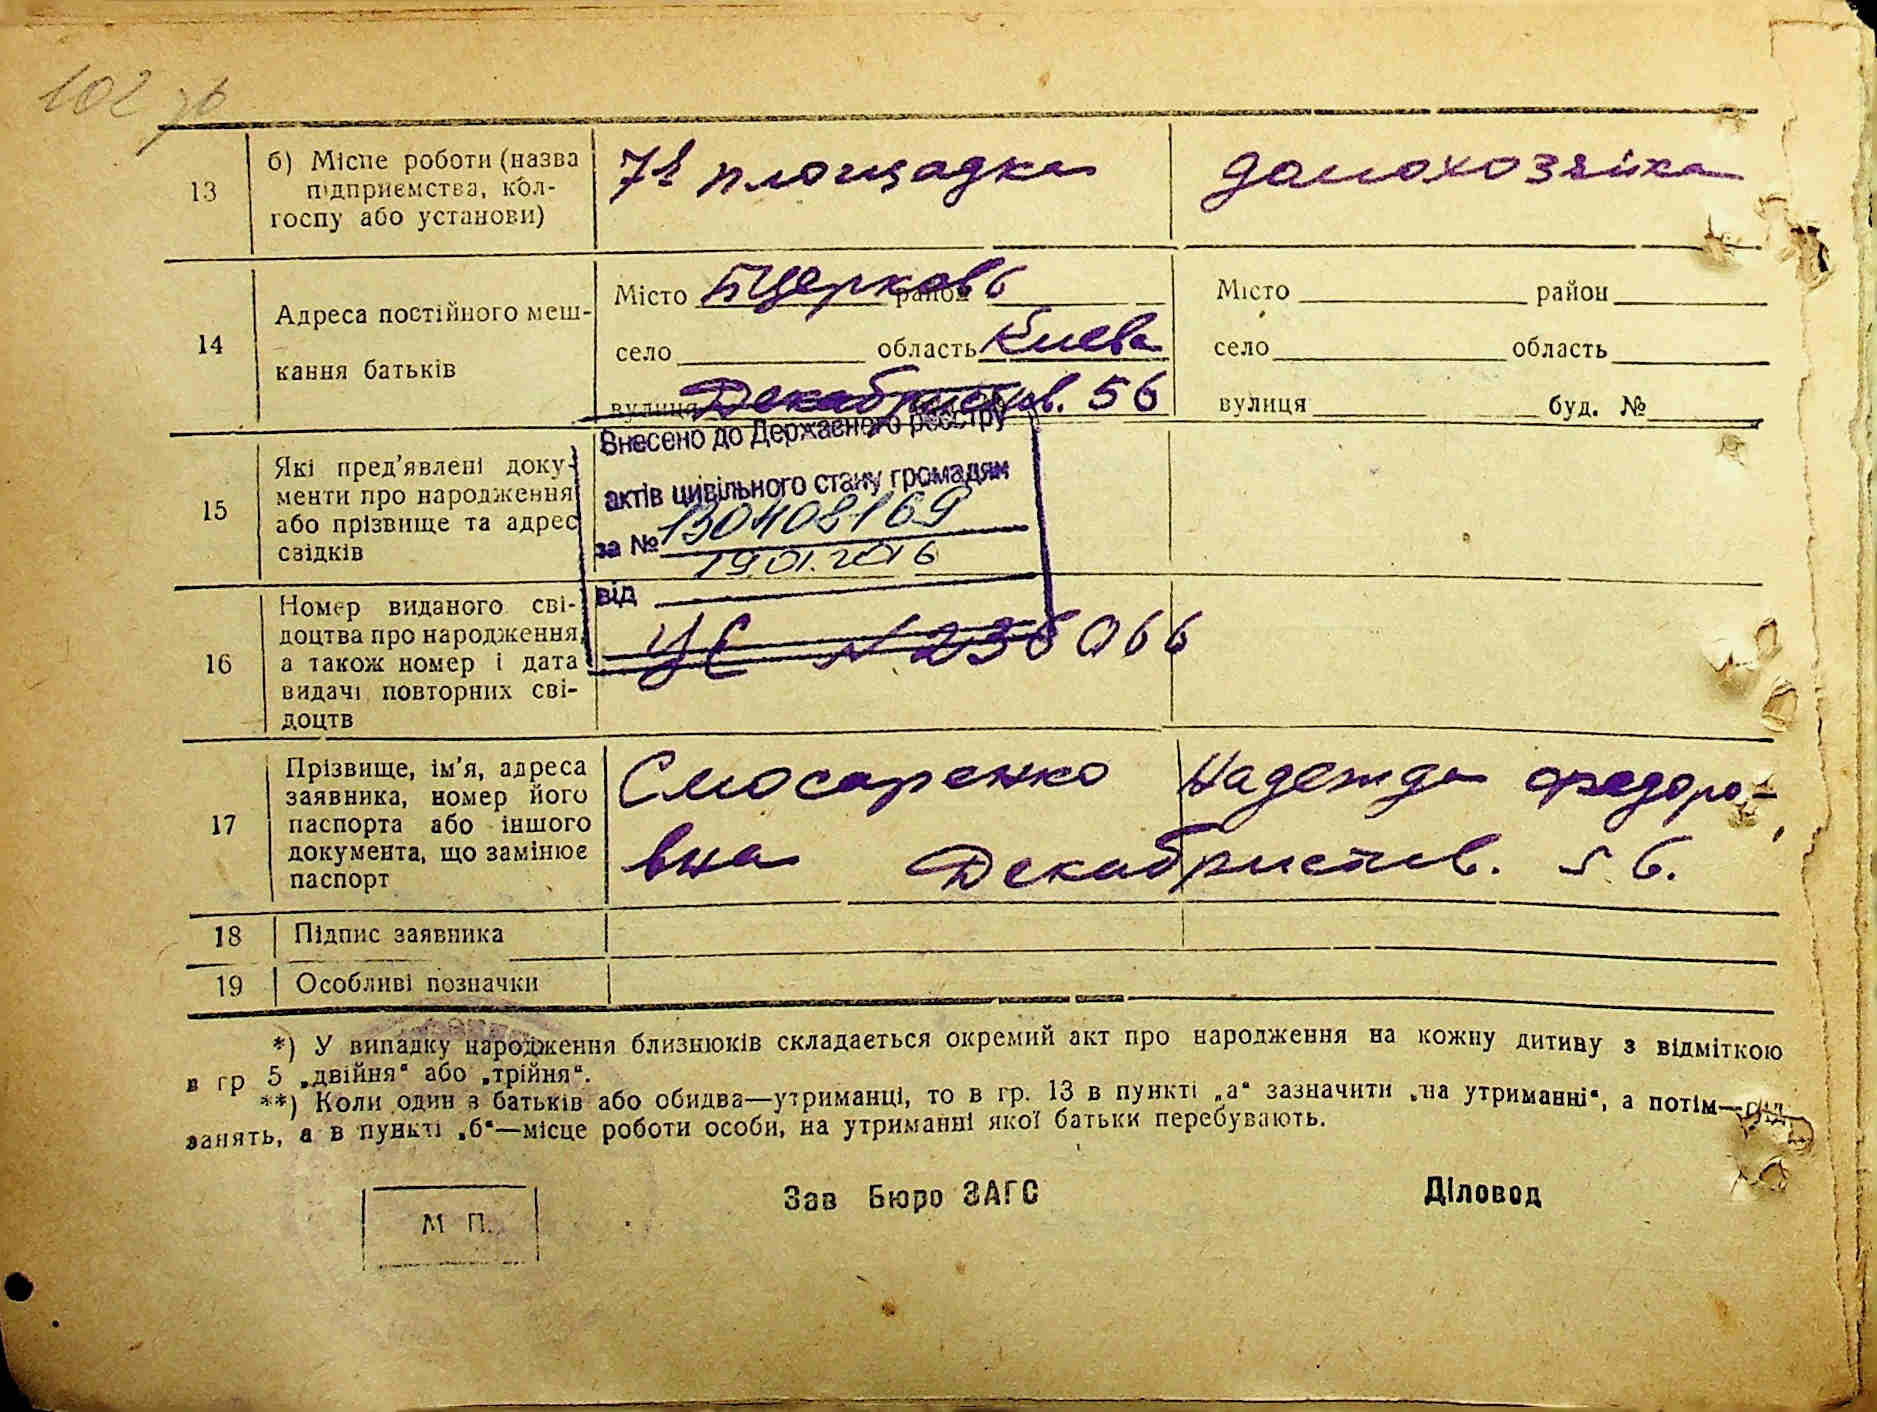 102 зв
13
б) Місце роботи (назва
підприємства, кол-
госпу або установи)
7й площадка
домохозяйка
14
Адреса постійного меш-
кання батьків
Місто БЦерковь район
село область Киевa
вулиця Декабристов. 56
Місто район
село область
вулиця буд. №
15
Які пред'явлені доку-
менти про народження
або прізвище та адрес
свідків
Внесено до Державного реєстру
актів цивільного стану громадян
за № 130408169
19.01.2016
від
16
Номер виданого сві-
доцтва про народження,
а також номер і дата
видачі повторних сві-
доцтв
ЦЄ N 236066
17
Прізвище, ім'я, адреса
заявника, номер його
паспорта або іншого
документа, що замінює
паспорт
Смосаренко Надежда Федоро-
вна Декабристов. 56.
18 Підпис заявника
19 Особливі позначки
*) У випадку народження близнюків складається окремий акт про народження на кожну дитину з відміткою
в гр 5 „двійня“ або „трійня“.
**) Коли один з батьків або обидва—утриманці, то в гр. 13 в пункті „а“ зазначити „на утриманні“, а потім—рід
занять, а в пункті „б“—місце роботи особи, на утриманні якої батьки перебувають.
Зав Бюро ЗАГС
Діловод
М П.